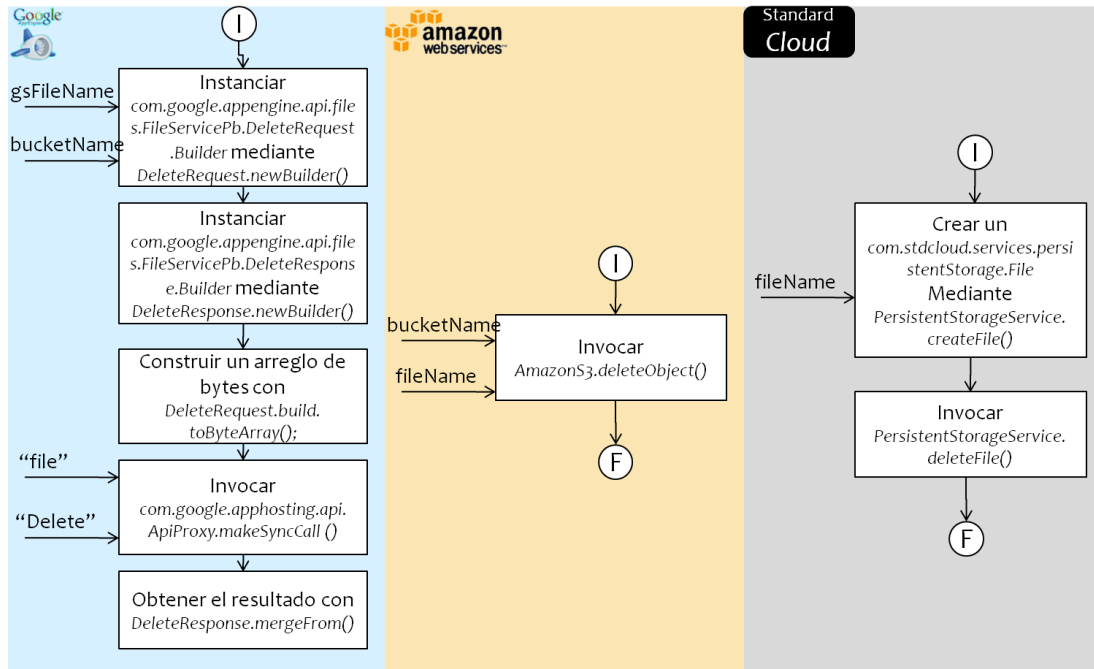 Google
App Engine
I
gsFileName
bucketName
Instanciar
com.google.appengine.api.file
s.FileServicePb.DeleteRequest
.Builder mediante
DeleteRequest.newBuilder()
Instanciar
com.google.appengine.api.file
s.FileServicePb.DeleteRespons
e.Builder mediante
DeleteResponse.newBuilder()
Construir un arreglo de
bytes con
DeleteRequest.build.
toByteArray();
“file”
“Delete”
Invocar
com.google.apphosting.api.
ApiProxy.makeSyncCall ()
Obtener el resultado con
DeleteResponse.mergeFrom()
amazon
webservices™
I
bucketName
fileName
Invocar
AmazonS3.deleteObject()
F
Standard
Cloud
I
fileName
Crear un
com.stdcloud.services.persi
stentStorage.File
Mediante
PersistentStorageService.
createFile()
Invocar
PersistentStorageService.
deleteFile()
F